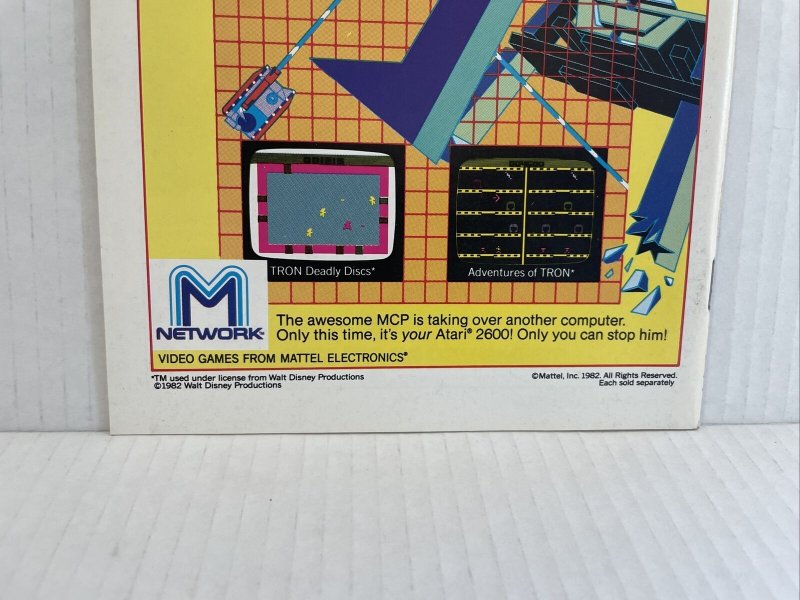 TRON Deadly Discs*
Adventures of TRON*
M
NETWORK®
The awesome MCP is taking over another computer.
Only this time, it's your Atari® 2600! Only you can stop him!
VIDEO GAMES FROM MATTEL ELECTRONICS®
*TM used under license from Walt Disney Productions
©1982 Walt Disney Productions
©Mattel, Inc. 1982. All Rights Reserved.
Each sold separately